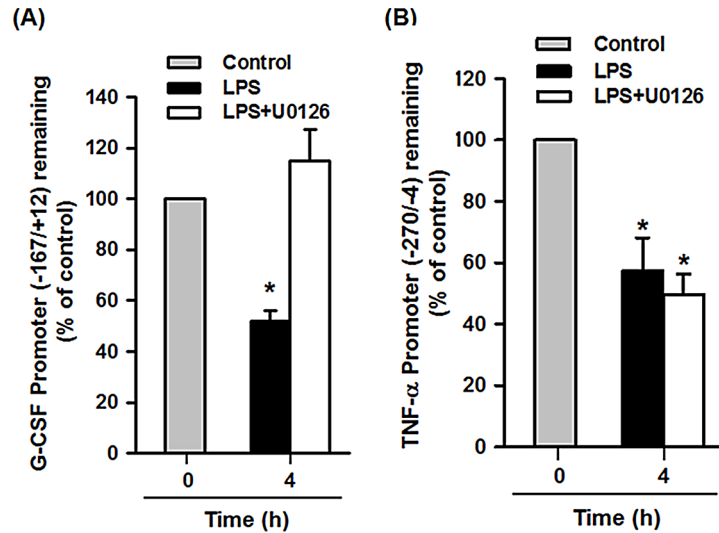 (A)
Control
LPS
LPS+U0126
G-CSF Promoter (-167/+12) remaining
(% of control)
140
120
100
80
60
40
20
0
*
0
4
Time (h)
(B)
Control
LPS
LPS+U0126
TNF-α Promoter (-270/-4) remaining
(% of control)
120
100
80
60
40
20
0
*
*
0
4
Time (h)